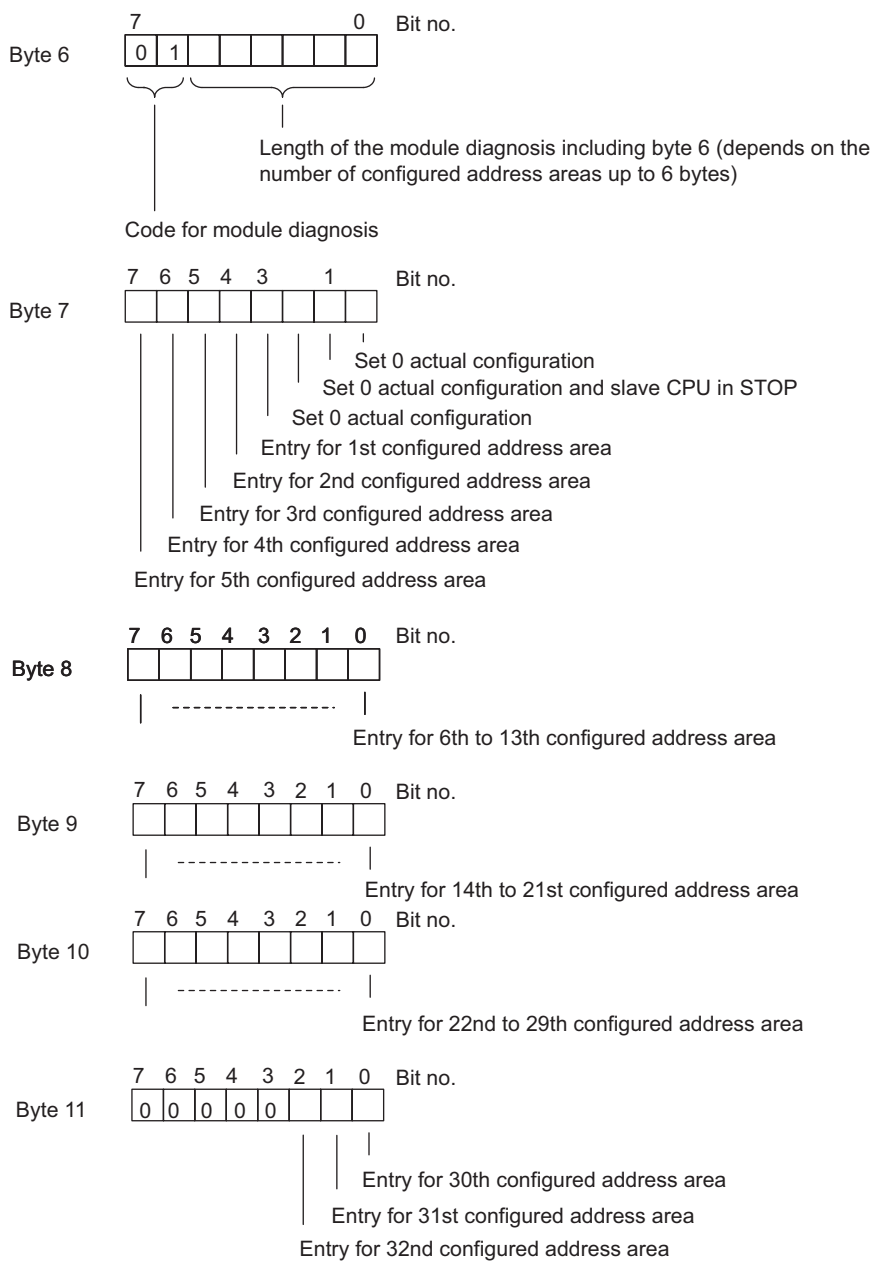 7 0 Bit no.
Byte 6 0 1
Length of the module diagnosis including byte 6 (depends on the
number of configured address areas up to 6 bytes)
Code for module diagnosis
7 6 5 4 3 1 Bit no.
Byte 7
Set 0 actual configuration
Set 0 actual configuration and slave CPU in STOP
Set 0 actual configuration
Entry for 1st configured address area
Entry for 2nd configured address area
Entry for 3rd configured address area
Entry for 4th configured address area
Entry for 5th configured address area
7 6 5 4 3 2 1 0 Bit no.
Byte 8
Entry for 6th to 13th configured address area
7 6 5 4 3 2 1 0 Bit no.
Byte 9
Entry for 14th to 21st configured address area
7 6 5 4 3 2 1 0 Bit no.
Byte 10
Entry for 22nd to 29th configured address area
7 6 5 4 3 2 1 0 Bit no.
Byte 11 0 0 0 0 0
Entry for 30th configured address area
Entry for 31st configured address area
Entry for 32nd configured address area